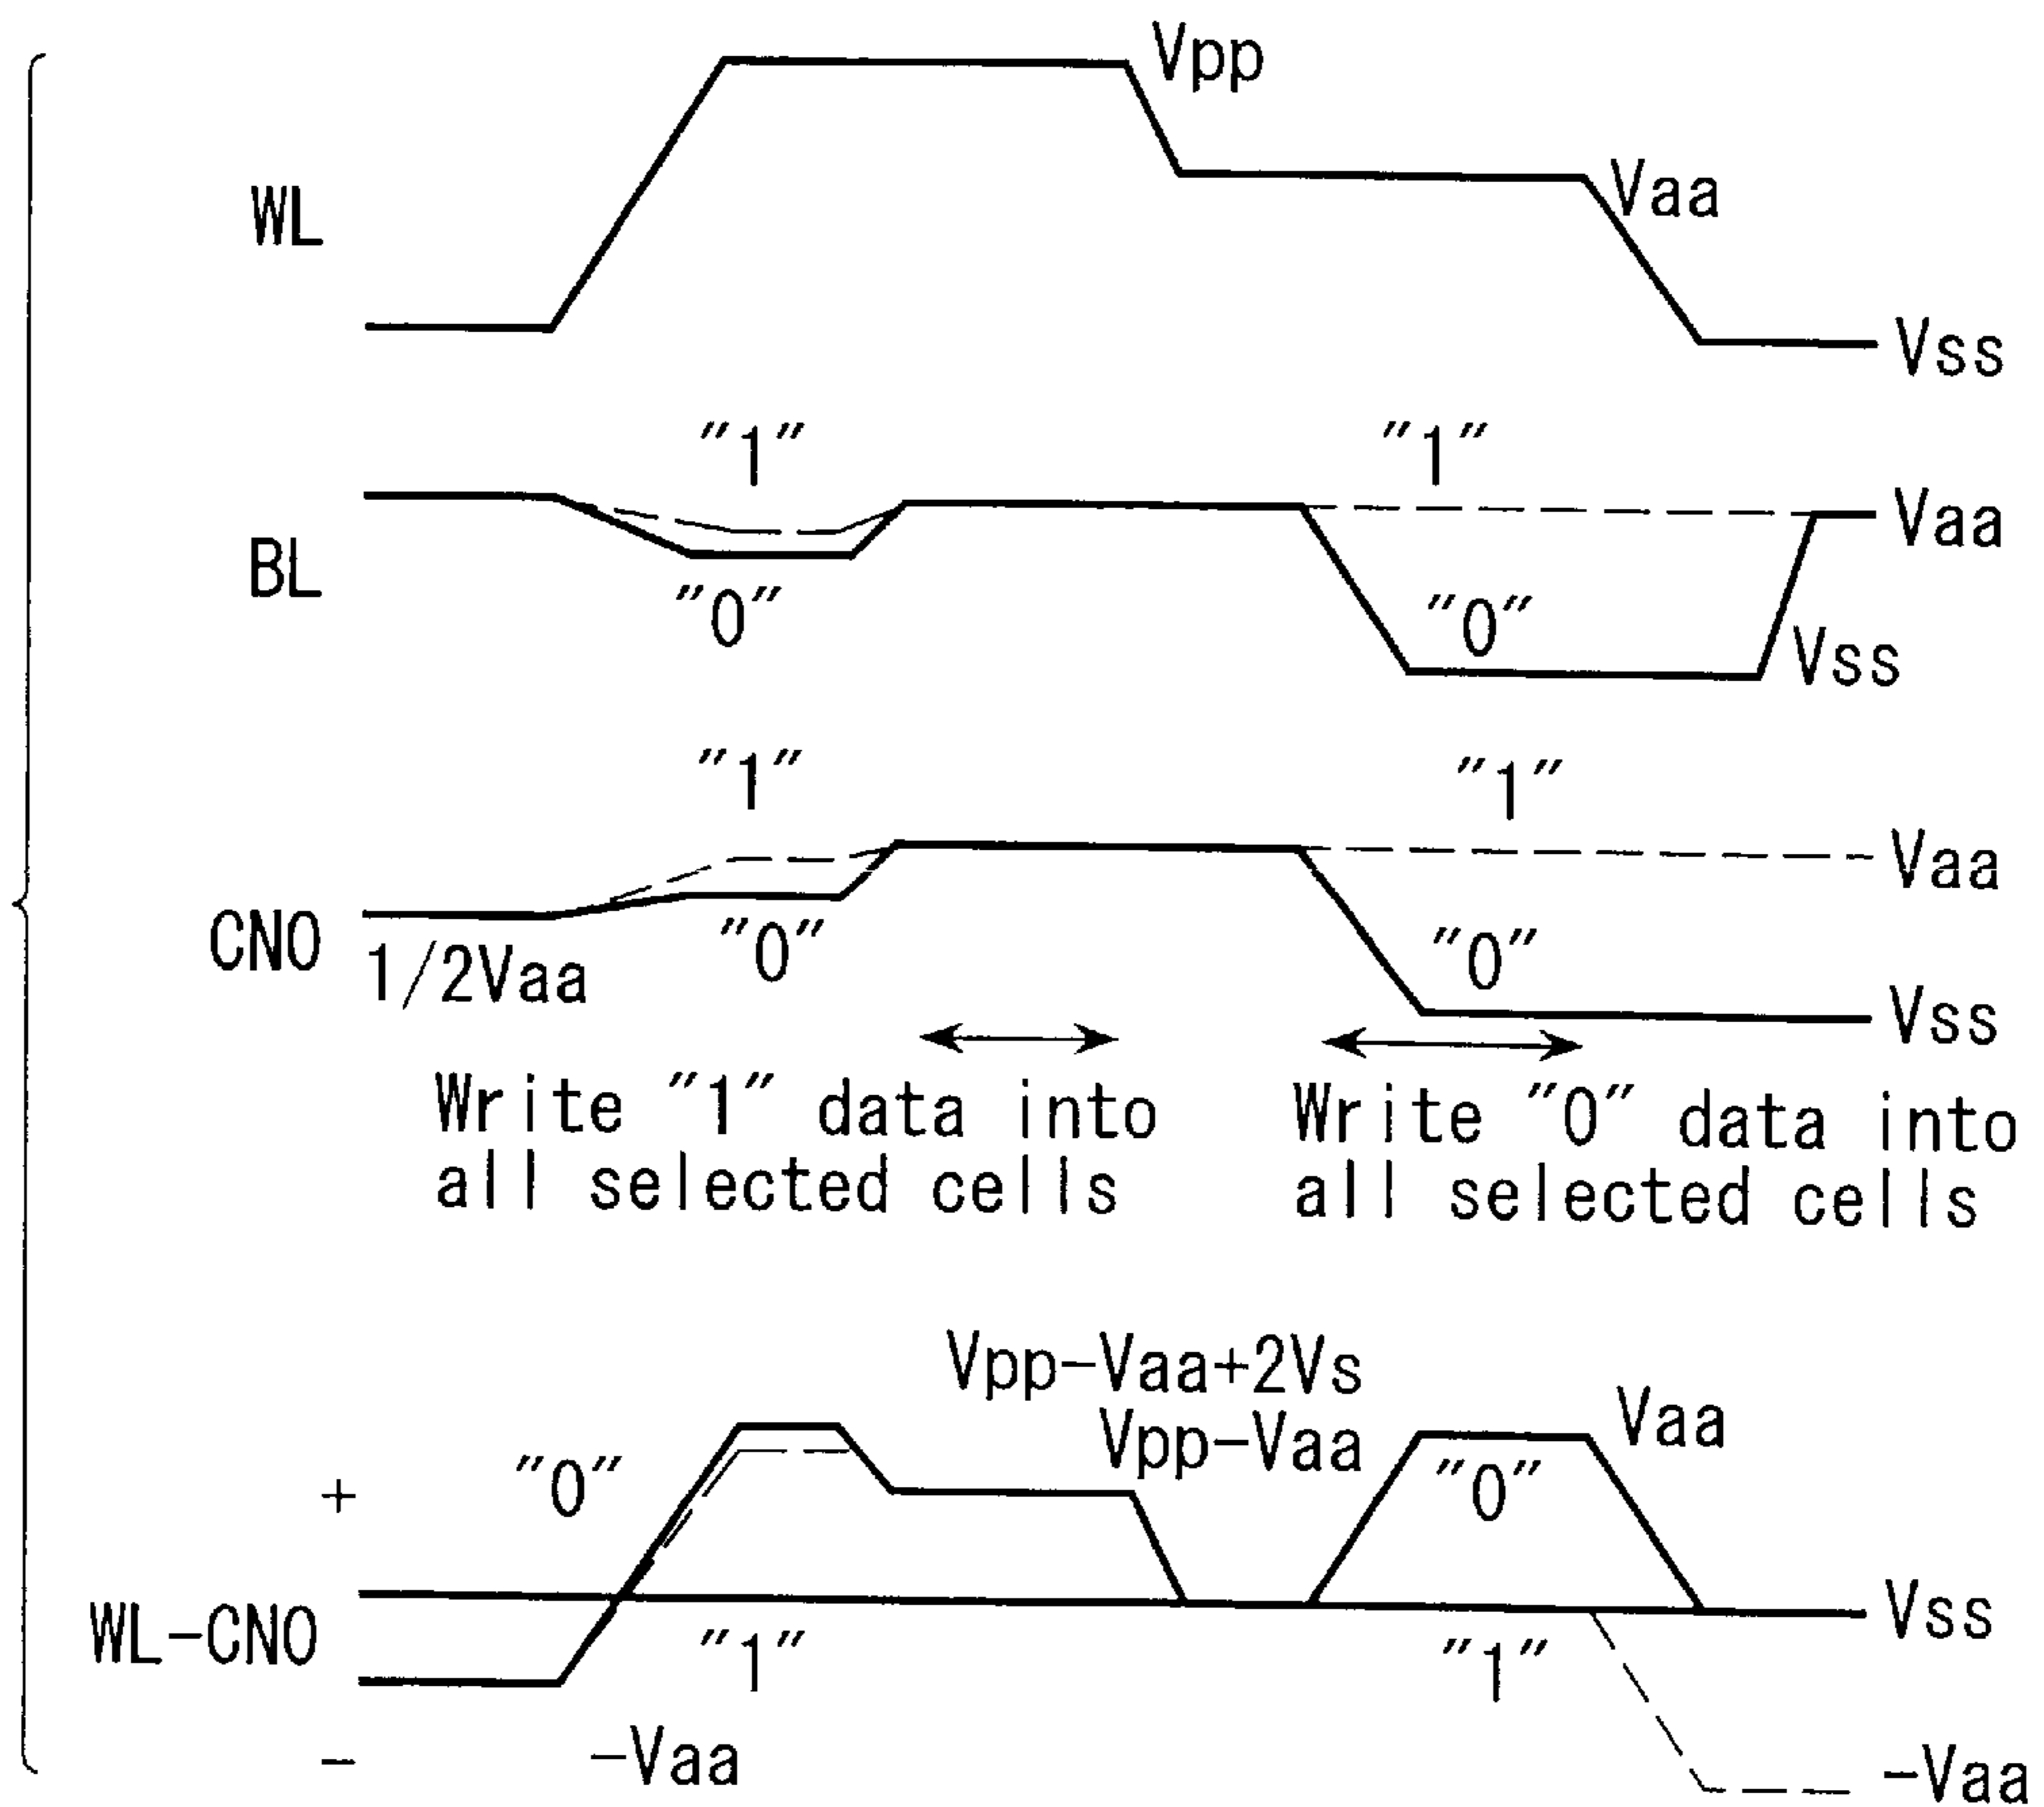 Vpp
WL
Vaa
Vss
"1"
"1"
Vaa
BL
"0"
"0"
Vss
"1"
"1"
Vaa
CNO
1/2Vaa
"0"
"0"
Vss
Write "1" data into
all selected cells
Write "0" data into
all selected cells
Vpp-Vaa+2Vs
Vpp-Vaa
Vaa
+
"0"
"0"
WL-CNO
"1"
"1"
Vss
-
-Vaa
-Vaa